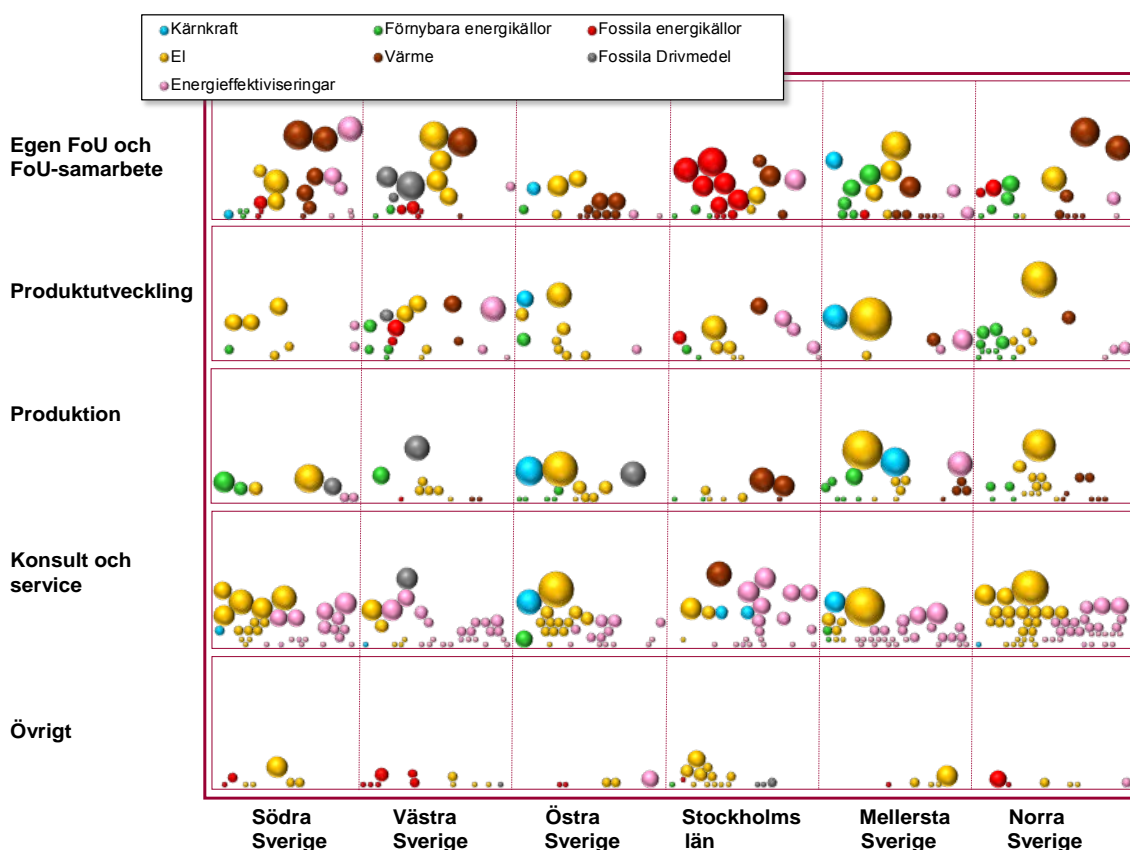 Kärnkraft
Förnybara energikällor
Fossila energikällor
El
Värme
Fossila Drivmedel
Energieffektiviseringar
Egen FoU och
FoU-samarbete
Produktutveckling
Produktion
Konsult och
service
Övrigt
Södra
Sverige
Västra
Sverige
Östra
Sverige
Stockholms
län
Mellersta
Sverige
Norra
Sverige